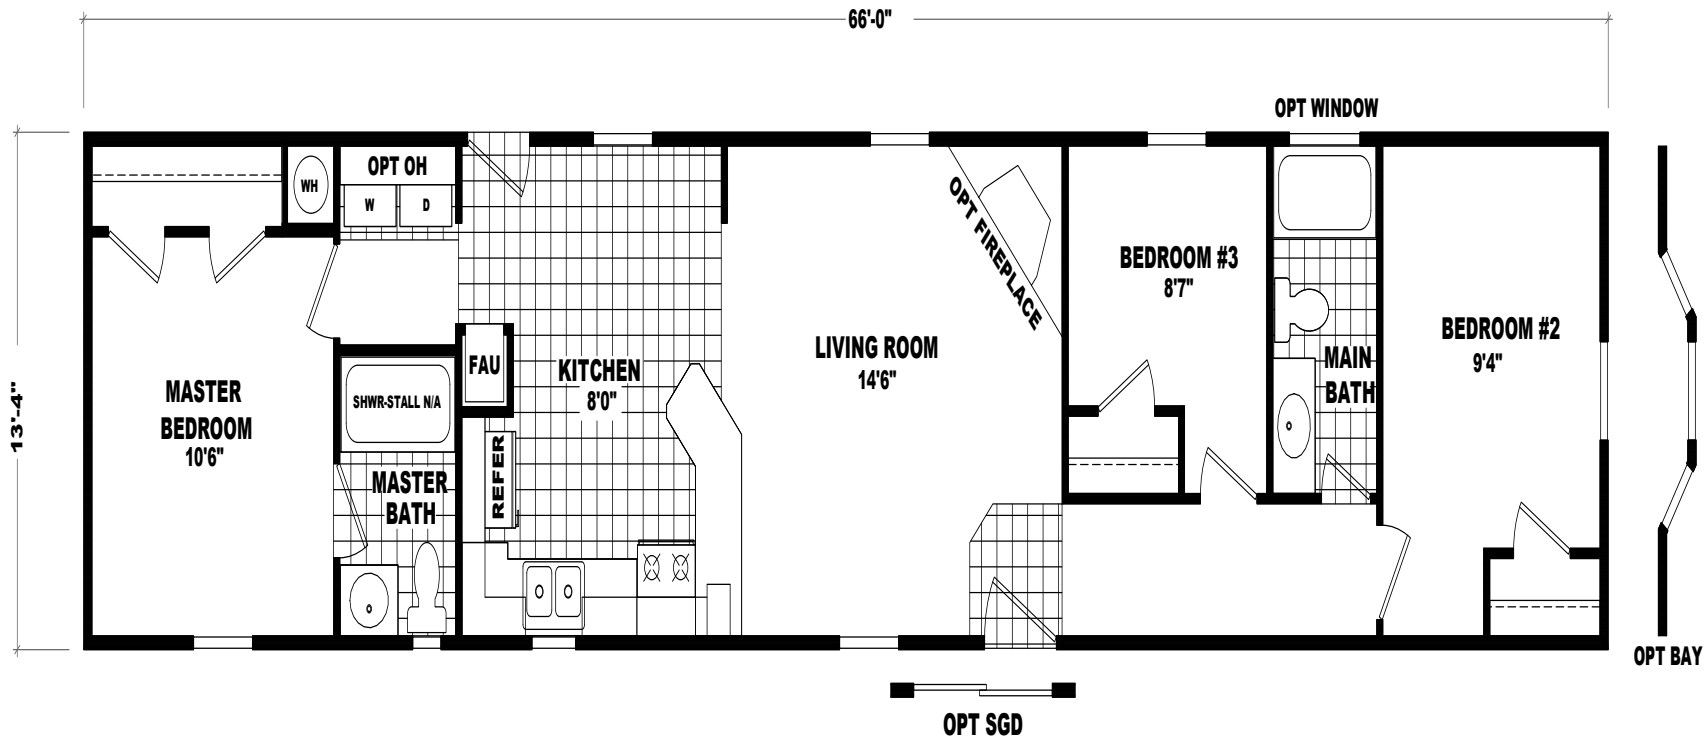 66'-0"
OPT WINDOW
OPT OH
WH
W
D
OPT FIREPLACE
BEDROOM #3
8'7"
BEDROOM #2
9'4"
LIVING ROOM
14'6"
MAIN
BATH
FAU
KITCHEN
8'0"
MASTER
BEDROOM
10'6"
SHWR-STALL N/A
13'-4"
REFER
MASTER
BATH
OPT BAY
OPT SGD